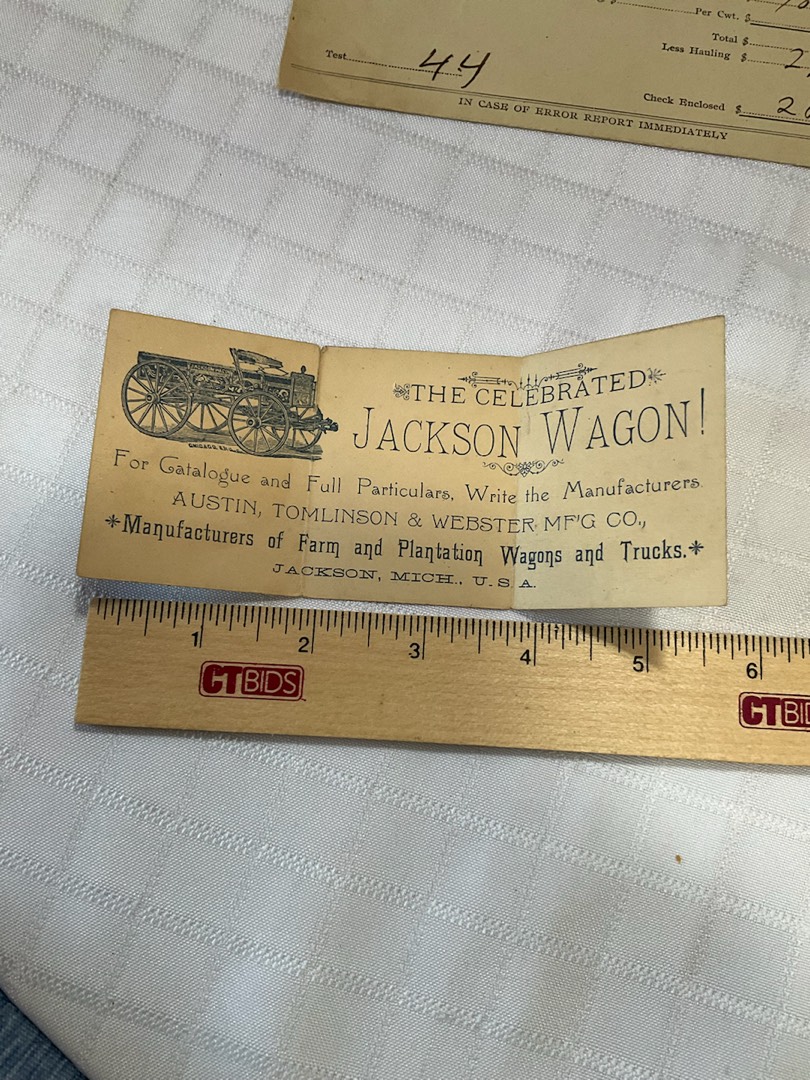 Per Cwt. $
Total $
Less Hauling $
Test 44
Check Enclosed $
IN CASE OF ERROR REPORT IMMEDIATELY
THE CELEBRATED
JACKSON WAGON!
For Catalogue and Full Particulars, Write the Manufacturers
AUSTIN, TOMLINSON & WEBSTER MF'G CO.,
*Manufacturers of Farm and Plantation Wagons and Trucks.*
JACKSON, MICH., U.S.A.
1 2 3 4 5 6
CTBIDS
CTBI